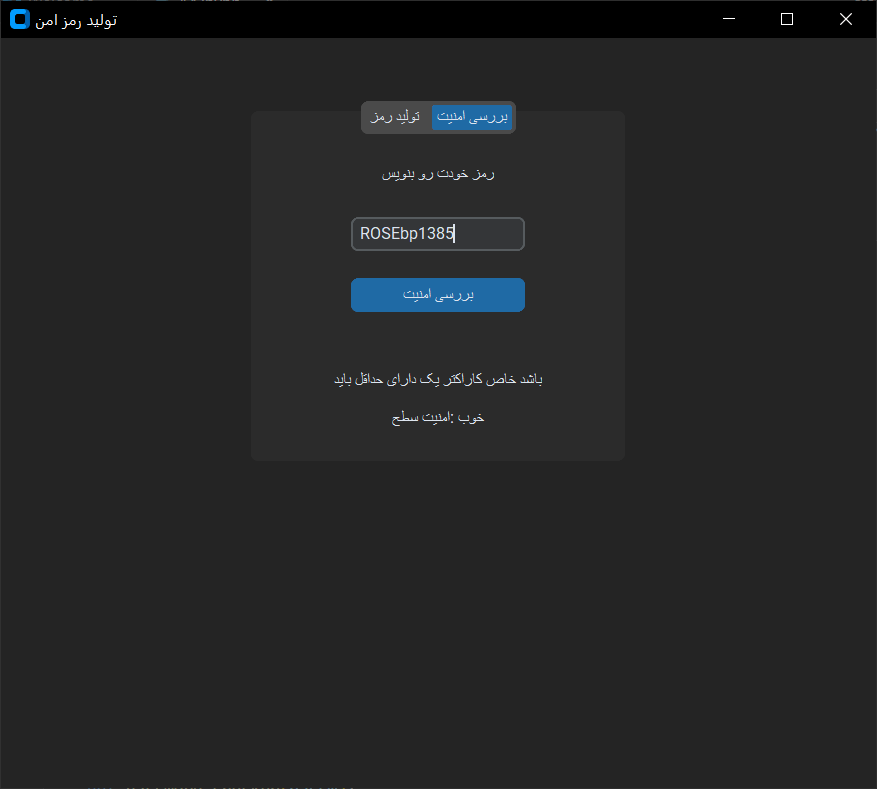 تولید رمز امن
بررسی امنیت
تولید رمز
رمز خودت رو بنویس
ROSEbp1385
بررسی امنیت
باشد خاص کاراکتر یک دارای حداقل باید
خوب :امنیت سطح